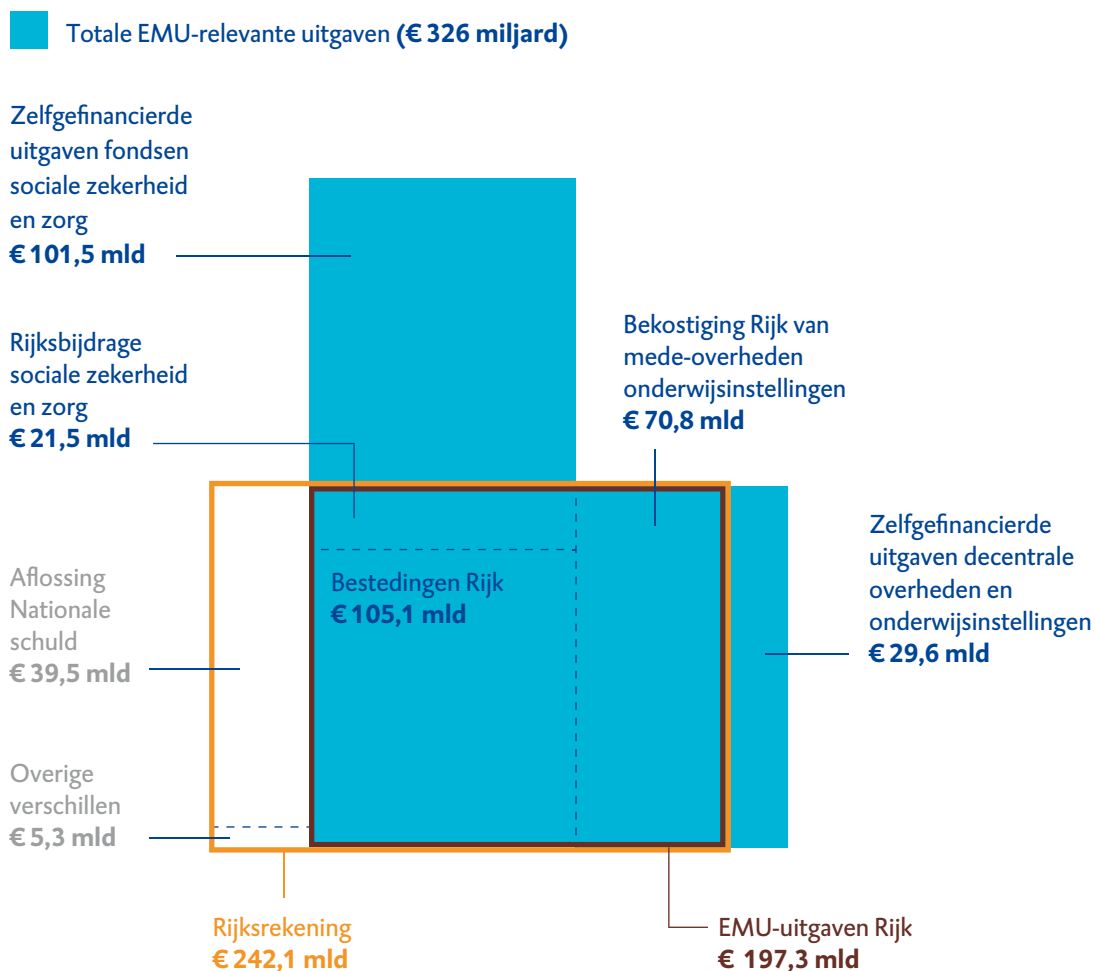 Totale EMU-relevante uitgaven (€ 326 miljard)
Zelfgefinancierde
uitgaven fondsen
sociale zekerheid
en zorg
€ 101,5 mld
Rijksbijdrage
sociale zekerheid
en zorg
€ 21,5 mld
Bekostiging Rijk van
mede-overheden
onderwijsinstellingen
€ 70,8 mld
Zelfgefinancierde
uitgaven decentrale
overheden en
onderwijsinstellingen
€ 29,6 mld
Bestedingen Rijk
€ 105,1 mld
Aflossing
Nationale
schuld
€ 39,5 mld
Overige
verschillen
€ 5,3 mld
Rijksrekening
€ 242,1 mld
EMU-uitgaven Rijk
€ 197,3 mld